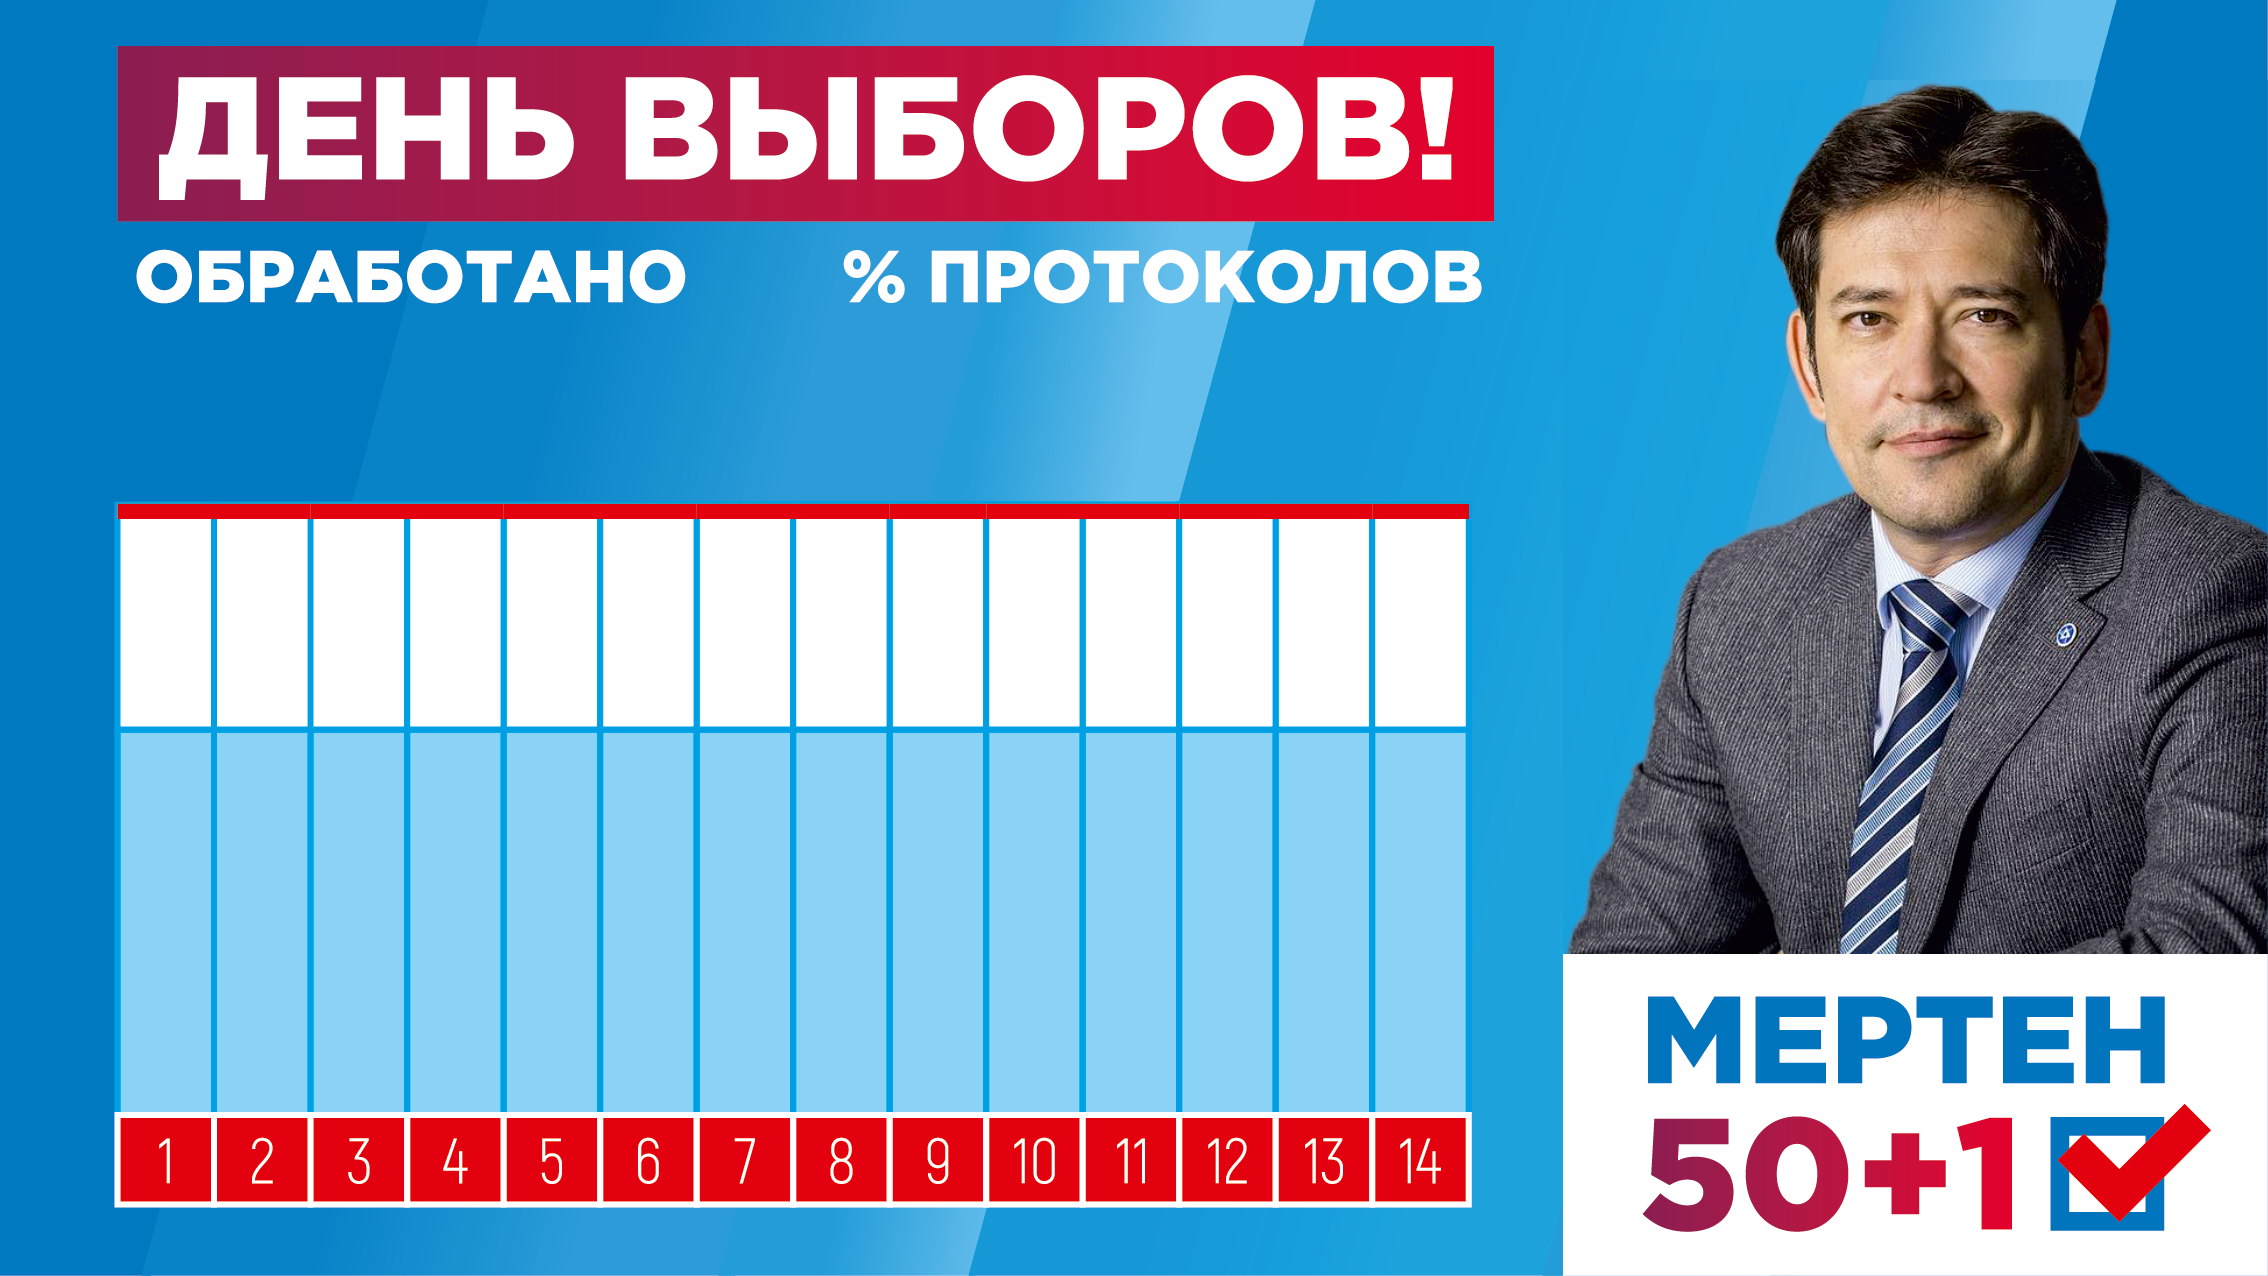 ДЕНЬ ВЫБОРОВ!
ОБРАБОТАНО % ПРОТОКОЛОВ
1 2 3 4 5 6 7 8 9 10 11 12 13 14
МЕРТЕН
50+1